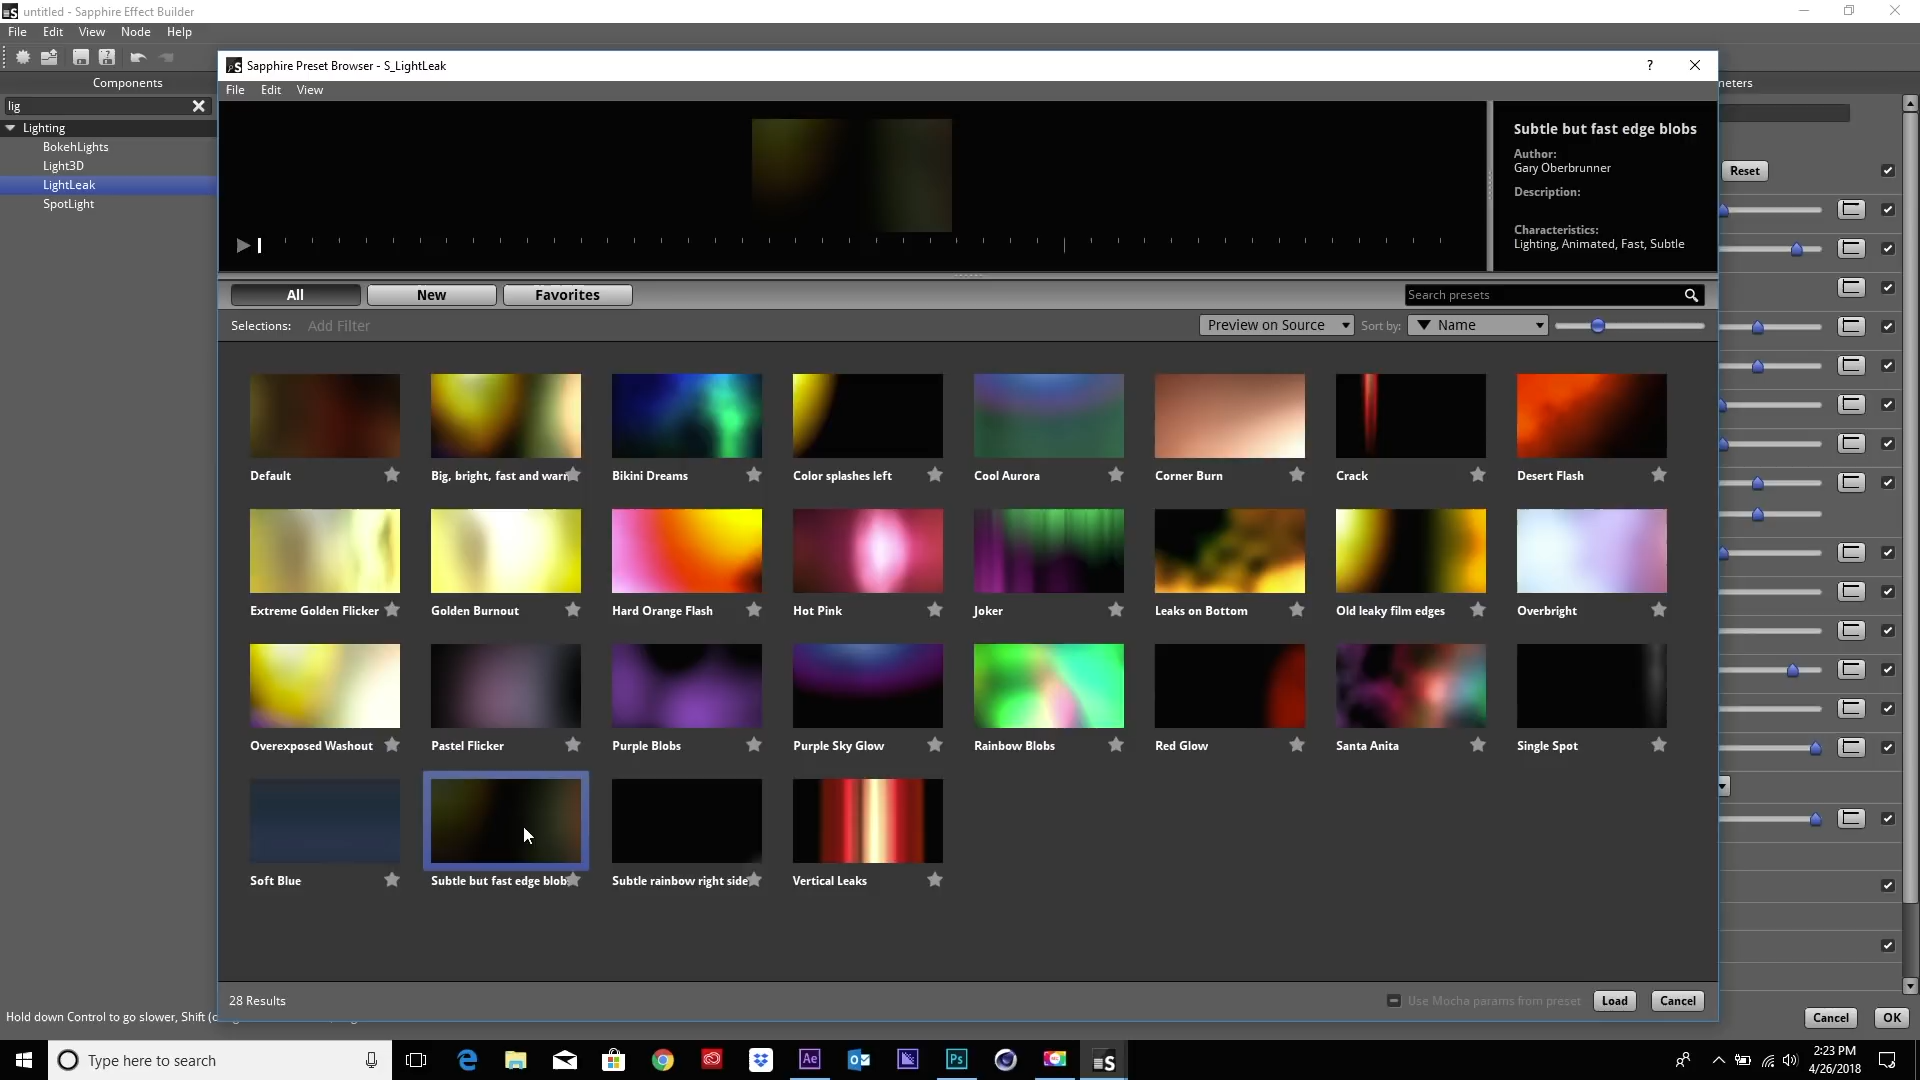 untitled - Sapphire Effect Builder
File Edit View Node Help
Components
lig
Lighting
BokehLights
Light3D
LightLeak
SpotLight
Sapphire Preset Browser - S_LightLeak
?
File Edit View
Subtle but fast edge blobs
Author:
Gary Oberbrunner
Description:
Characteristics:
Lighting, Animated, Fast, Subtle
All New Favorites
Search presets
Selections: Add Filter
Preview on Source Sort by: Name
Default Big, bright, fast and warm Bikini Dreams Color splashes left Cool Aurora Corner Burn Crack Desert Flash
Extreme Golden Flicker Golden Burnout Hard Orange Flash Hot Pink Joker Leaks on Bottom Old leaky film edges Overbright
Overexposed Washout Pastel Flicker Purple Blobs Purple Sky Glow Rainbow Blobs Red Glow Santa Anita Single Spot
Soft Blue Subtle but fast edge blob Subtle rainbow right side Vertical Leaks
28 Results
Use Mocha params from preset Load Cancel
meters
Reset
Hold down Control to go slower, Shift (c
Cancel OK
Type here to search
Ae
Ps
S
2:23 PM
4/26/2018